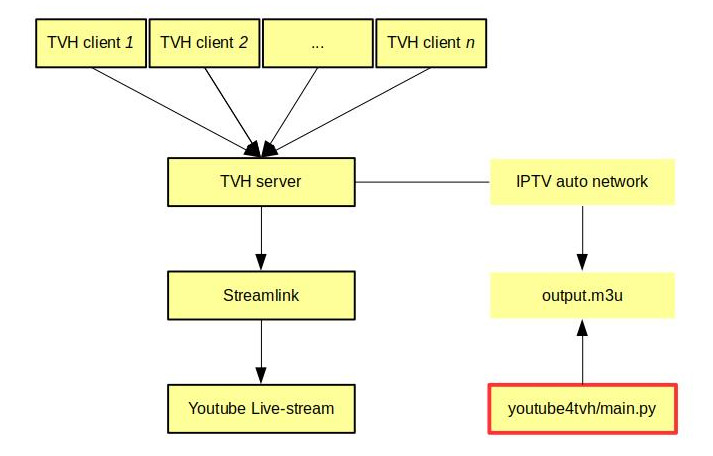 TVH client 1
TVH client 2
...
TVH client n
TVH server
IPTV auto network
Streamlink
output.m3u
Youtube Live-stream
youtube4tvh/main.py